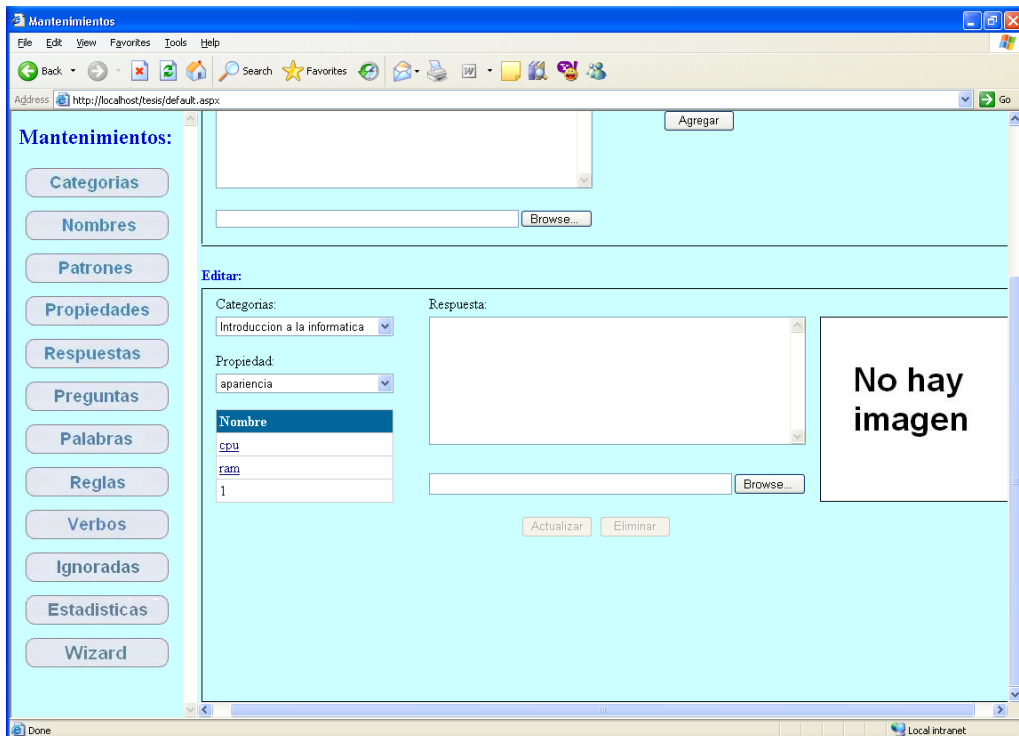 Mantenimientos
File Edit View Favorites Tools Help
Back Search Favorites
Address http://localhost/tesis/default.aspx Go
Mantenimientos:
Categorias
Nombres
Patrones
Propiedades
Respuestas
Preguntas
Palabras
Reglas
Verbos
Ignoradas
Estadisticas
Wizard
Agregar
Browse...
Editar:
Categorias:
Introduccion a la informatica
Propiedad:
apariencia
Nombre
cpu
ram
1
Respuesta:
Browse...
No hay
imagen
Actualizar Eliminar
Done Local intranet